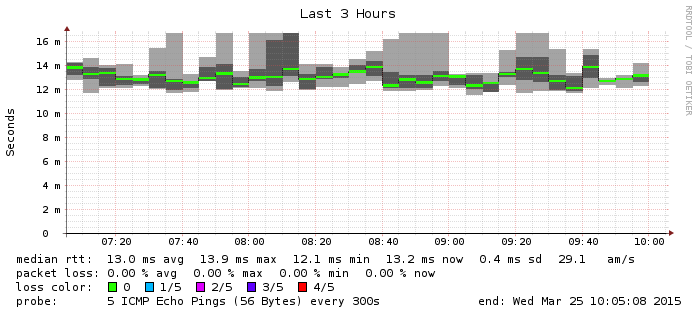 Last 3 Hours
RRDTOOL / TOBI OETIKER
Seconds
16 m
14 m
12 m
10 m
8 m
6 m
4 m
2 m
0
07:20 07:40 08:00 08:20 08:40 09:00 09:20 09:40 10:00
median rtt: 13.0 ms avg 13.9 ms max 12.1 ms min 13.2 ms now 0.4 ms sd 29.1 am/s
packet loss: 0.00 % avg 0.00 % max 0.00 % min 0.00 % now
loss color: 0 1/5 2/5 3/5 4/5
probe: 5 ICMP Echo Pings (56 Bytes) every 300s end: Wed Mar 25 10:05:08 2015